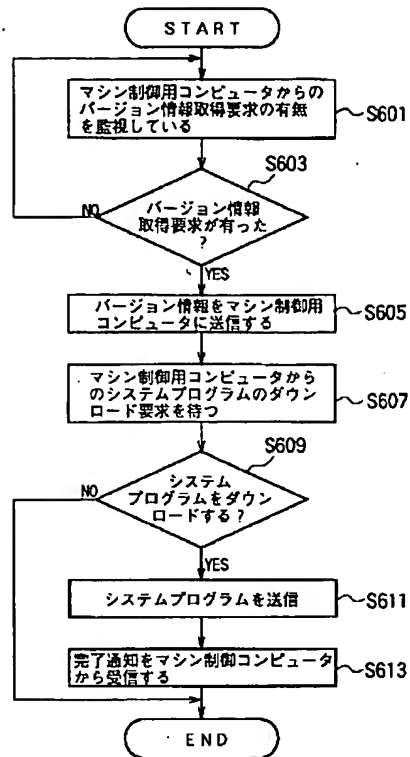 START
マシン制御用コンピュータからの
バージョン情報取得要求の有無
を監視している
S601
S603
バージョン情報
取得要求が有った
?
NO
YES
バージョン情報をマシン制御用
コンピュータに送信する
S605
マシン制御用コンピュータから
のシステムプログラムのダウン
ロード要求を待つ
S607
S609
システム
プログラムをダウン
ロードする?
NO
YES
システムプログラムを送信
S611
完了通知をマシン制御コンピュータ
から受信する
S613
END